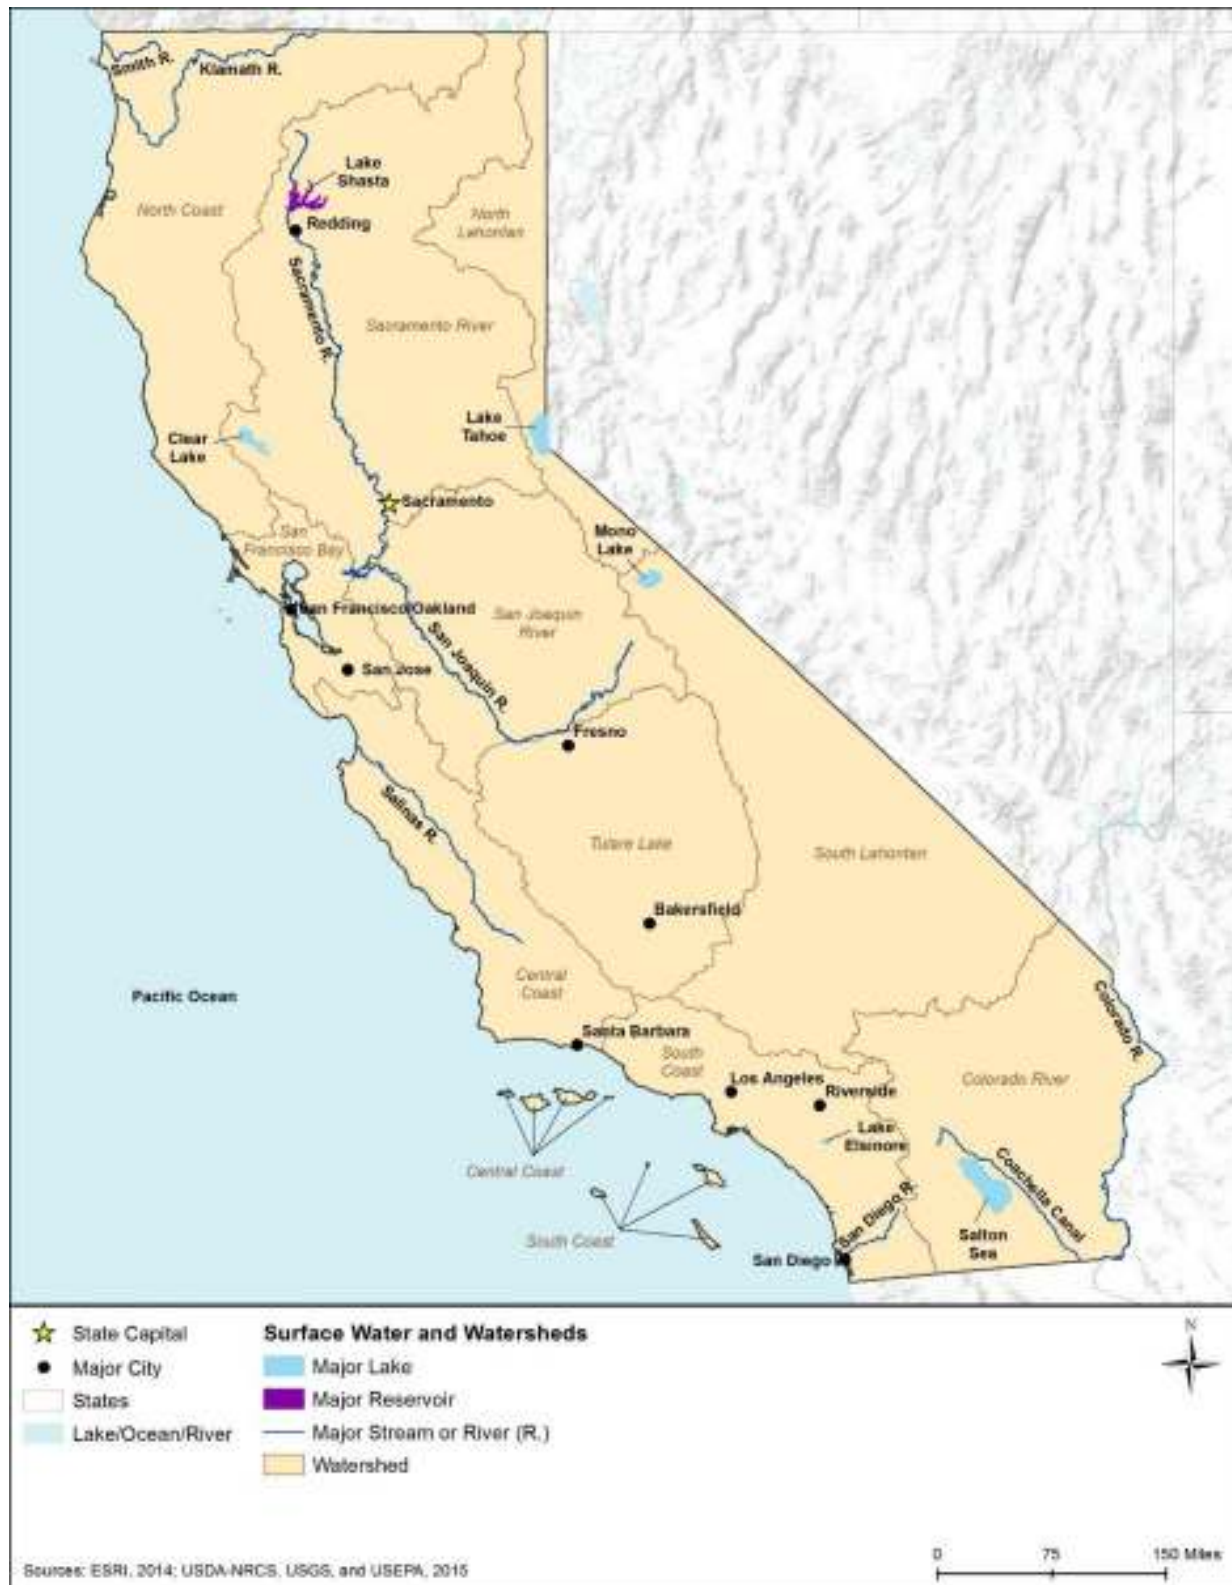 Smith R.
Klamath R.
Lake
Shasta
North Coast
Redding
North
Lahontan
Sacramento R.
Sacramento River
Lake
Tahoe
Clear
Lake
Sacramento
San
Francisco Bay
Mono
Lake
San Francisco/Oakland
San Joaquin
River
San Joaquin R.
San Jose
Fresno
Salinas R.
Tulare Lake
South Lahontan
Bakersfield
Central
Coast
Pacific Ocean
Colorado R.
Santa Barbara
South
Coast
Los Angeles
Colorado River
Riverside
Lake
Elsinore
Central Coast
Coachella Canal
San Diego R.
South Coast
Salton
Sea
San Diego
State Capital
Major City
States
Lake/Ocean/River
Surface Water and Watersheds
Major Lake
Major Reservoir
Major Stream or River (R.)
Watershed
N
0 75 150 Miles
Sources: ESRI, 2014; USDA-NRCS, USGS, and USEPA, 2015